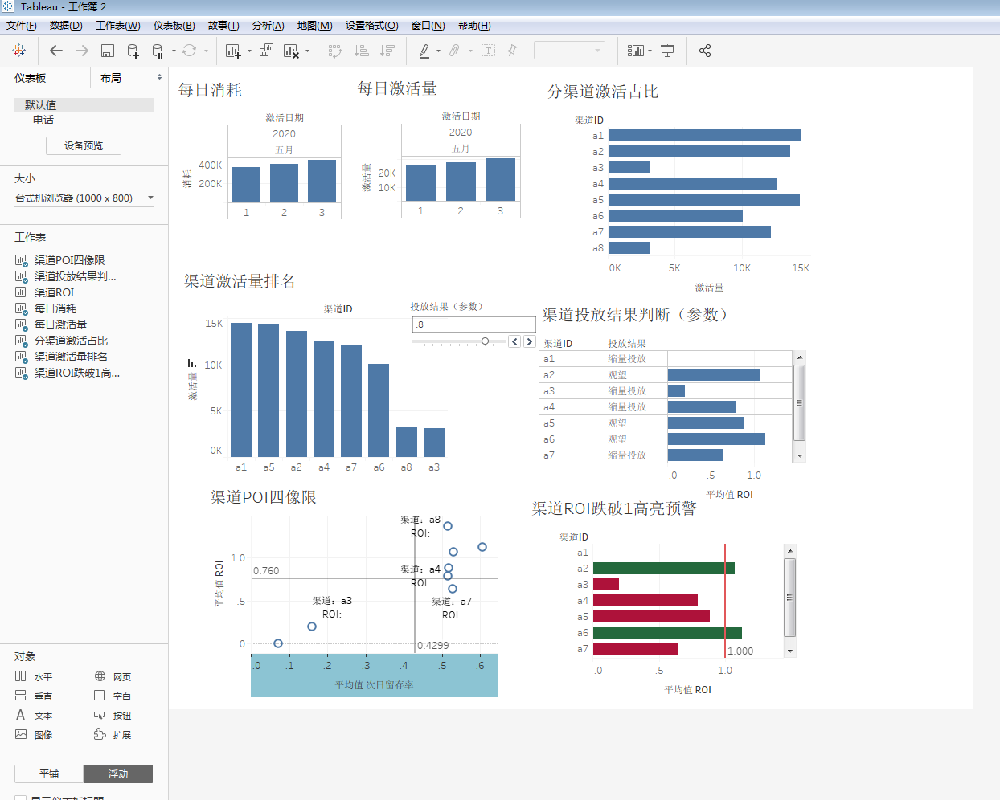 Tableau - 工作簿 2
文件(F) 数据(D) 工作表(W) 仪表板(B) 故事(T) 分析(A) 地图(M) 设置格式(O) 窗口(N) 帮助(H)
仪表板 布局
默认值
电话
设备预览
大小
台式机浏览器 (1000 x 800)
工作表
渠道POI四像限
渠道投放结果判...
渠道ROI
每日消耗
每日激活量
分渠道激活占比
渠道激活量排名
渠道ROI跌破1高...
对象
水平 网页
垂直 空白
文本 按钮
图像 扩展
平铺 浮动
每日消耗
激活日期
2020
五月
400K
200K
消耗
1 2 3
每日激活量
激活日期
2020
五月
20K
10K
激活量
1 2 3
分渠道激活占比
渠道ID
a1
a2
a3
a4
a5
a6
a7
a8
0K 5K 10K 15K
激活量
渠道激活量排名
渠道ID
15K
10K
5K
0K
激活量
a1 a5 a2 a4 a7 a6 a8 a3
投放结果（参数）
.8
渠道投放结果判断（参数）
渠道ID 投放结果
a1 缩量投放
a2 观望
a3 缩量投放
a4 缩量投放
a5 观望
a6 观望
a7 缩量投放
.0 .5 1.0
平均值 ROI
渠道POI四像限
渠道：a8
ROI:
1.0
0.760
渠道：a4
ROI:
平均值 ROI
.5
渠道：a3
ROI:
渠道：a7
ROI:
.0
0.4299
.0 .1 .2 .3 .4 .5 .6
平均值 次日留存率
渠道ROI跌破1高亮预警
渠道ID
a1
a2
a3
a4
a5
a6
a7
1.000
.0 .5 1.0
平均值 ROI